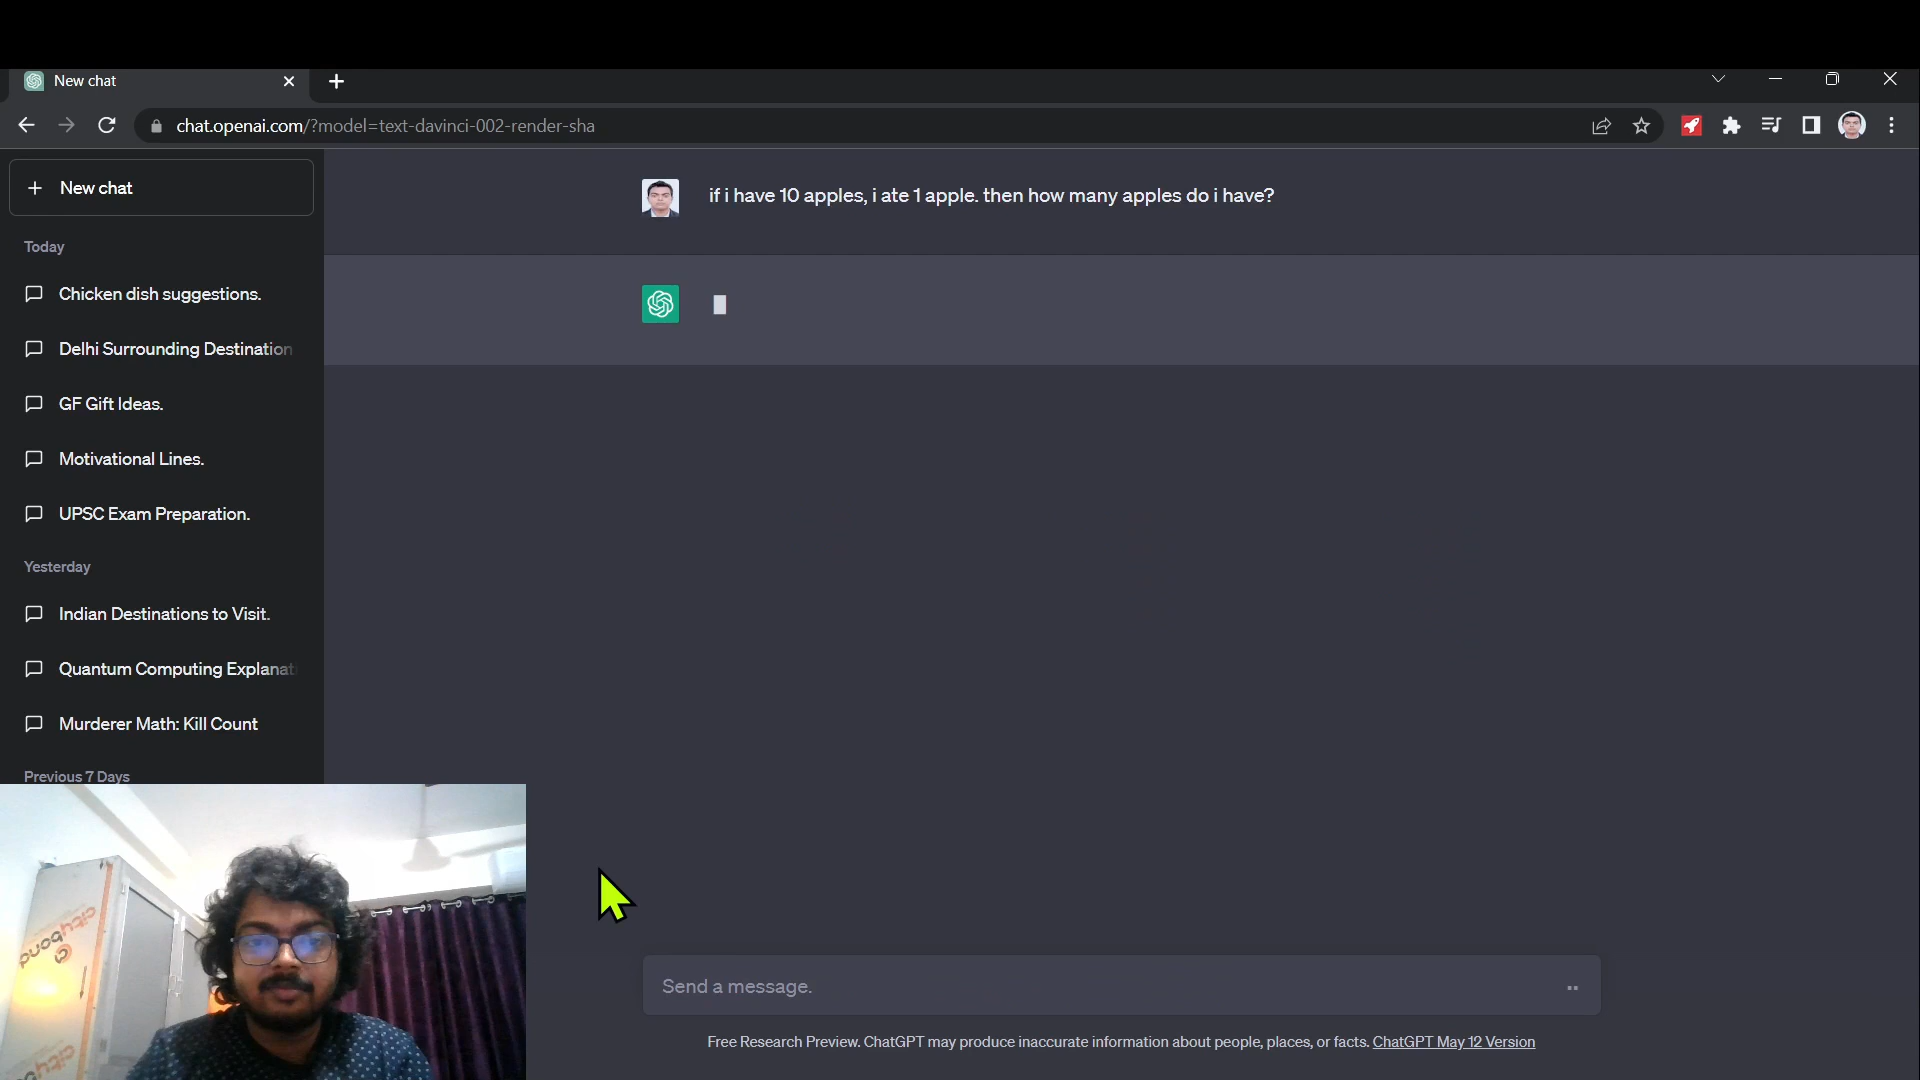 New chat
chat.openai.com/?model=text-davinci-002-render-sha
New chat
Today
Chicken dish suggestions.
Delhi Surrounding Destination
GF Gift Ideas.
Motivational Lines.
UPSC Exam Preparation.
Yesterday
Indian Destinations to Visit.
Quantum Computing Explanat
Murderer Math: Kill Count
Previous 7 Days
if i have 10 apples, i ate 1 apple. then how many apples do i have?
Send a message.
Free Research Preview. ChatGPT may produce inaccurate information about people, places, or facts. ChatGPT May 12 Version
citybond